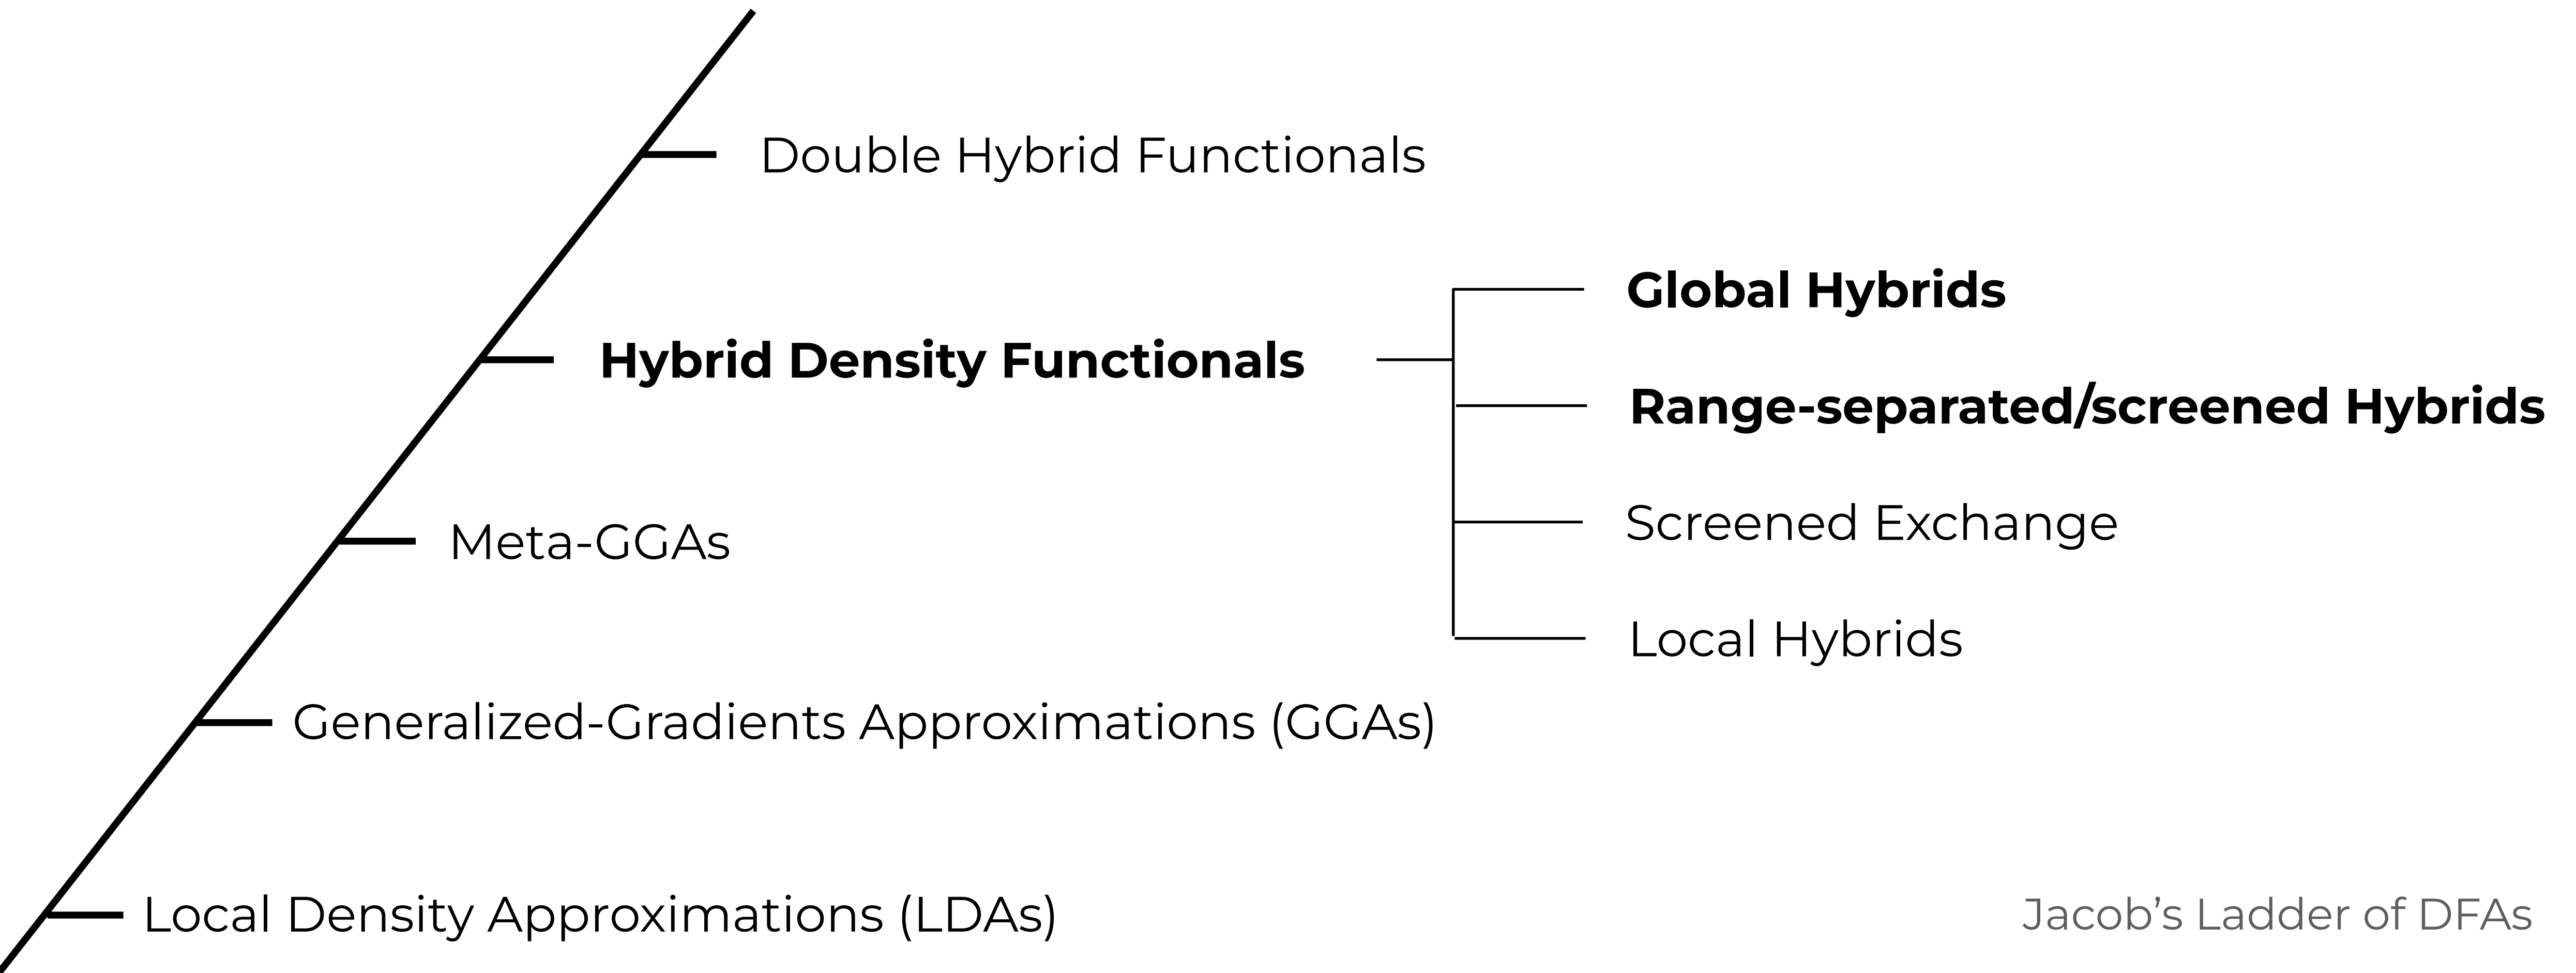 Double Hybrid Functionals
Global Hybrids
Hybrid Density Functionals
Range-separated/screened Hybrids
Screened Exchange
Meta-GGAs
Local Hybrids
Generalized-Gradients Approximations (GGAs)
Local Density Approximations (LDAs)
Jacob’s Ladder of DFAs